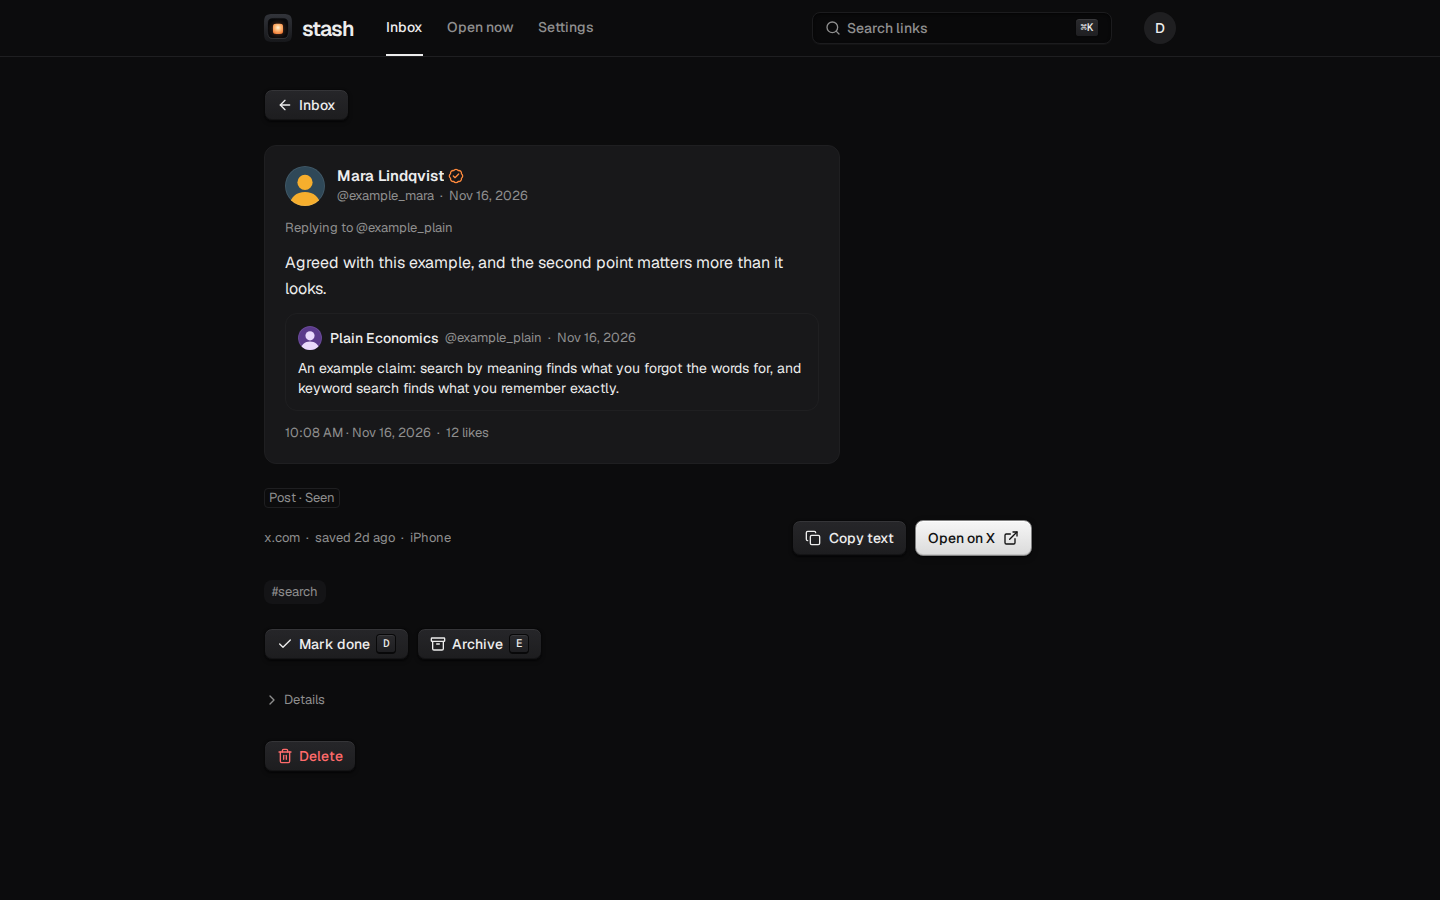 stash
Inbox
Open now
Settings
Search links
⌘K
D
Inbox
Mara Lindqvist
@example_mara · Nov 16, 2026
Replying to @example_plain
Agreed with this example, and the second point matters more than it
looks.
Plain Economics @example_plain · Nov 16, 2026
An example claim: search by meaning finds what you forgot the words for, and
keyword search finds what you remember exactly.
10:08 AM · Nov 16, 2026 · 12 likes
Post · Seen
x.com · saved 2d ago · iPhone
Copy text
Open on X
#search
Mark done D
Archive E
Details
Delete